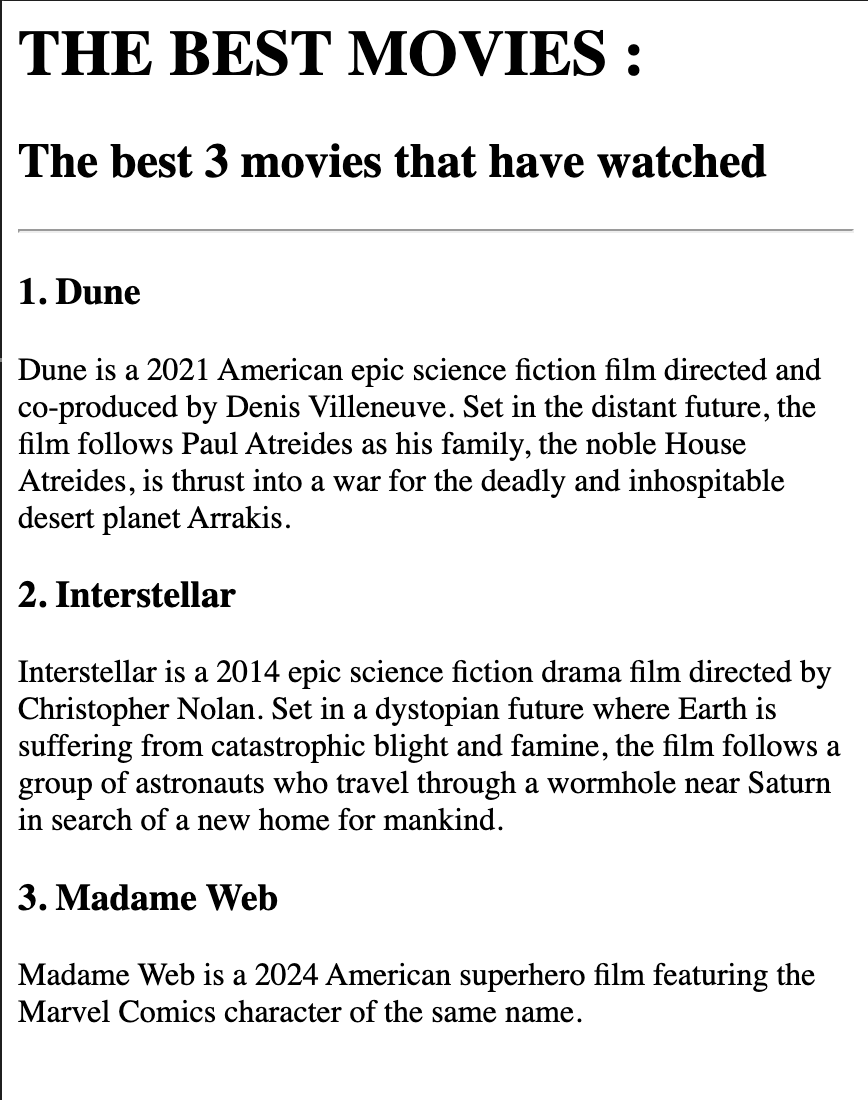 THE BEST MOVIES :
The best 3 movies that have watched
1. Dune
Dune is a 2021 American epic science fiction film directed and
co-produced by Denis Villeneuve. Set in the distant future, the
film follows Paul Atreides as his family, the noble House
Atreides, is thrust into a war for the deadly and inhospitable
desert planet Arrakis.
2. Interstellar
Interstellar is a 2014 epic science fiction drama film directed by
Christopher Nolan. Set in a dystopian future where Earth is
suffering from catastrophic blight and famine, the film follows a
group of astronauts who travel through a wormhole near Saturn
in search of a new home for mankind.
3. Madame Web
Madame Web is a 2024 American superhero film featuring the
Marvel Comics character of the same name.